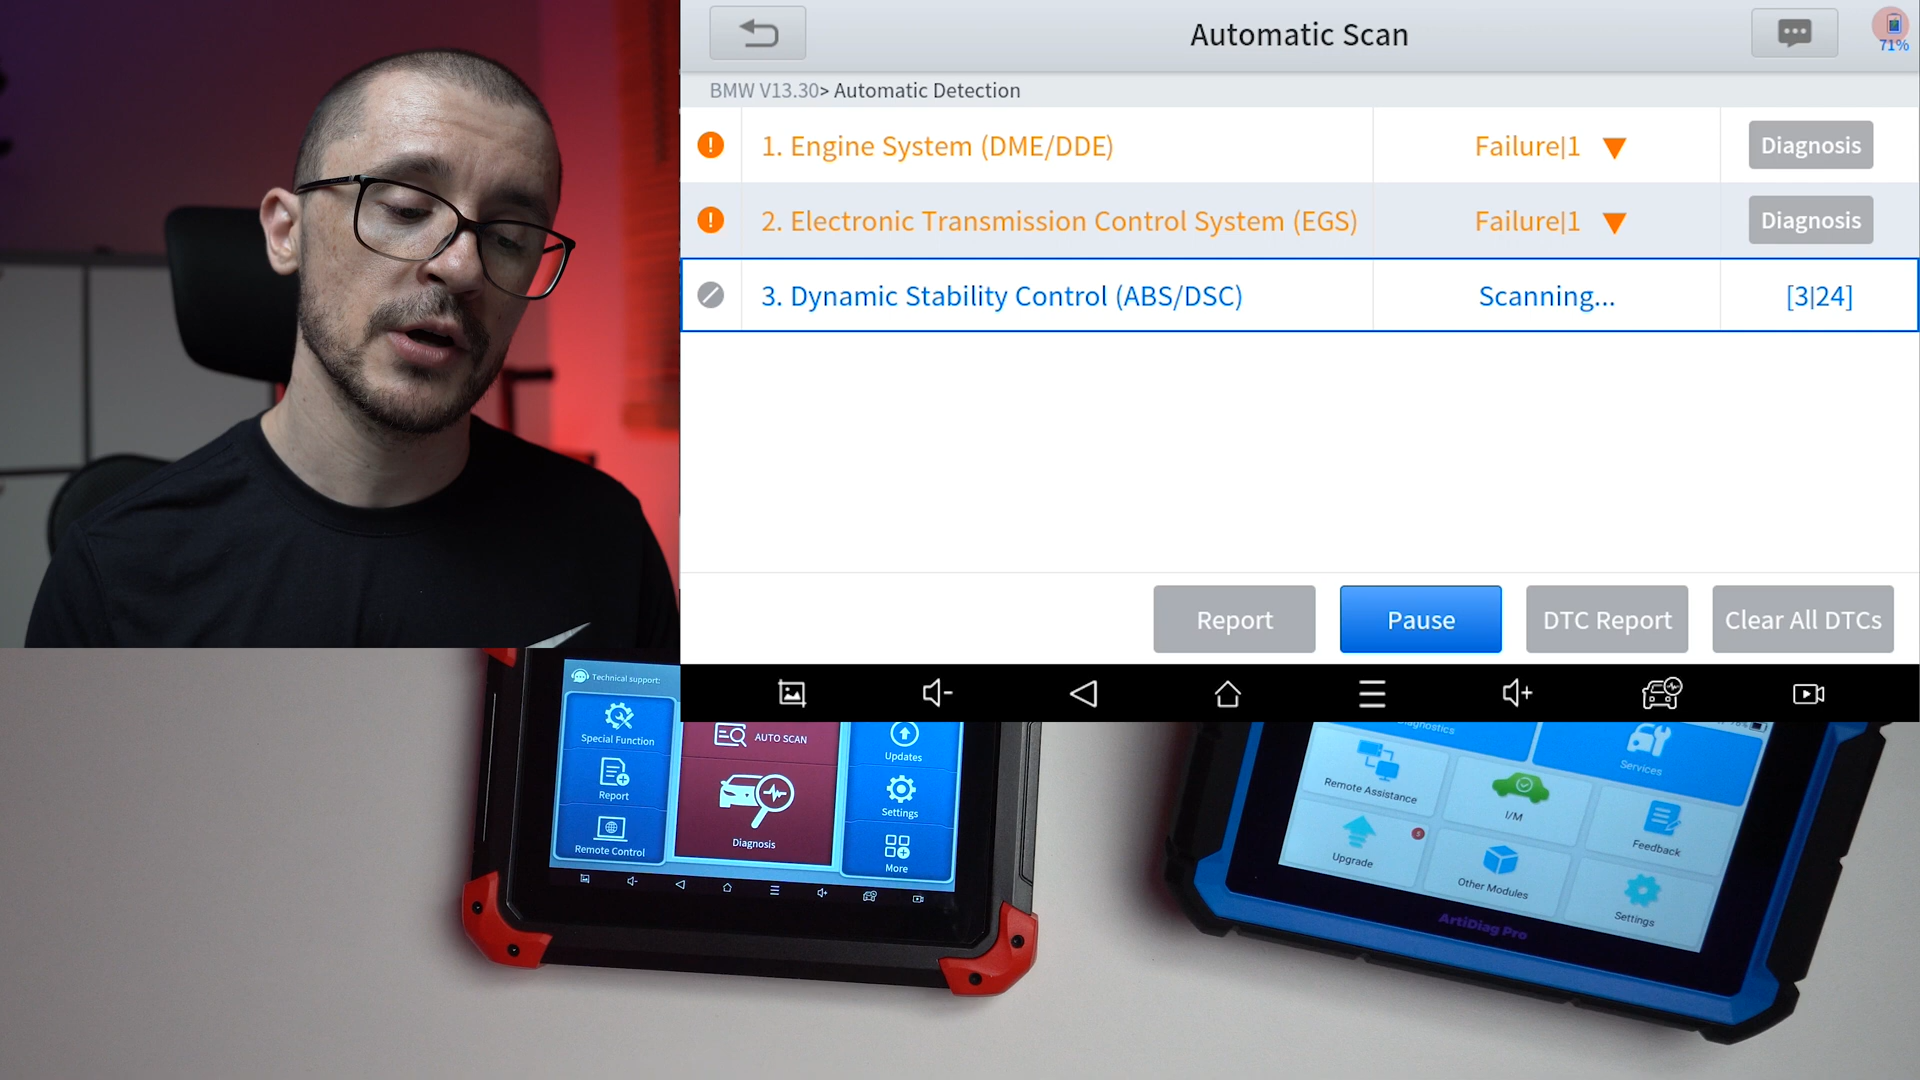 Automatic Scan
71%
BMW V13.30> Automatic Detection
1. Engine System (DME/DDE) Failure|1 Diagnosis
2. Electronic Transmission Control System (EGS) Failure|1 Diagnosis
3. Dynamic Stability Control (ABS/DSC) Scanning... [3|24]
Report Pause DTC Report Clear All DTCs
Technical support:
Special Function
Report
Remote Control
AUTO SCAN
Diagnosis
Updates
Settings
More
Diagnostics
Services
Remote Assistance
I/M
Feedback
Upgrade
5
Other Modules
Settings
ArtiDiag Pro